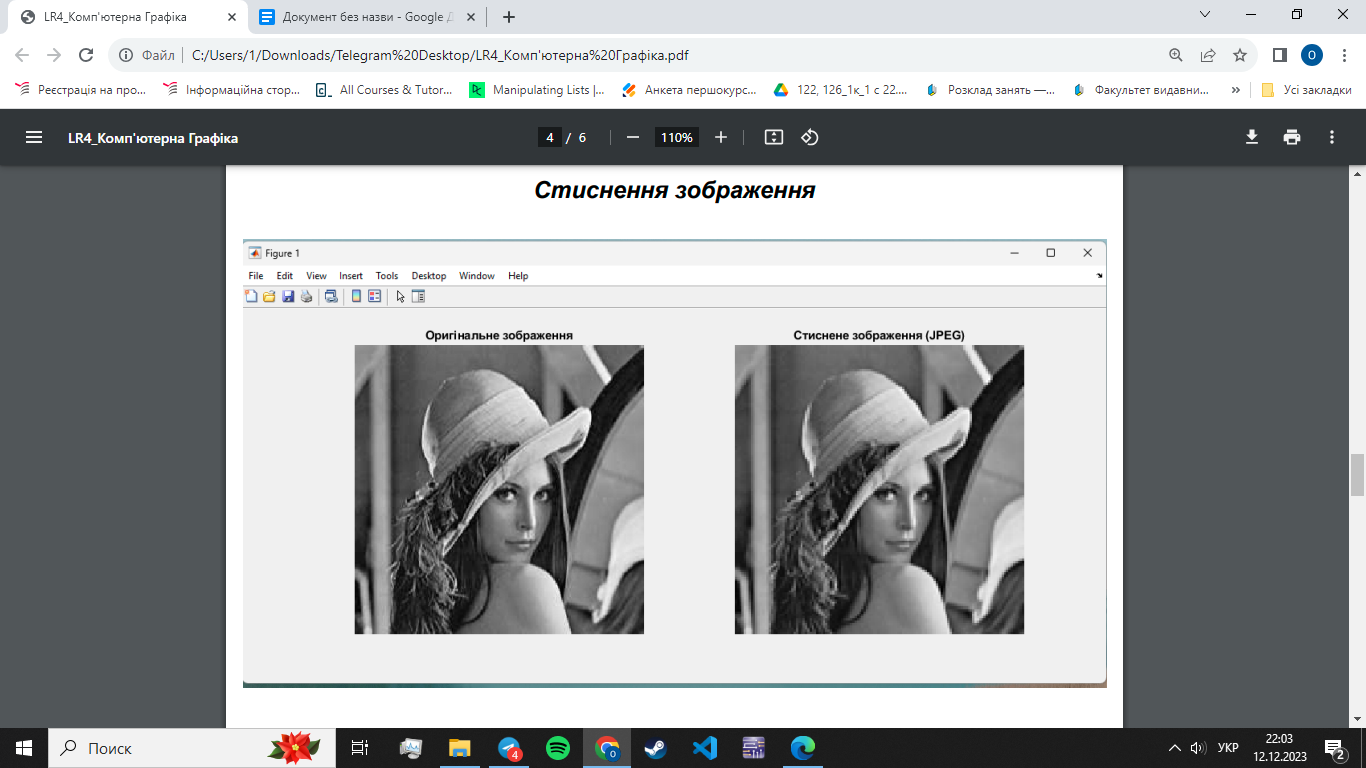 LR4_Комп'ютерна Графіка
Документ без назви - Google Д
Файл
C:/Users/1/Downloads/Telegram%20Desktop/LR4_Комп'ютерна%20Графіка.pdf
О
Реєстрація на про...
Інформаційна стор...
All Courses & Tutor...
Manipulating Lists |...
Анкета першокурс...
122, 126_1к_1 с 22....
Розклад занять —...
Факультет видавни...
»
Усі закладки
LR4_Комп'ютерна Графіка
4 / 6
110%
Стиснення зображення
Figure 1
File Edit View Insert Tools Desktop Window Help
Оригінальне зображення
Стиснене зображення (JPEG)
Поиск
4
О
УКР
22:03
12.12.2023
2